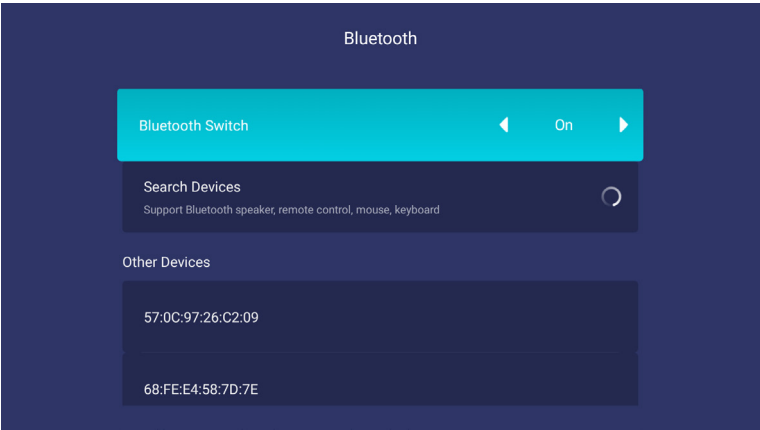 Bluetooth
Bluetooth Switch On
Search Devices
Support Bluetooth speaker, remote control, mouse, keyboard
Other Devices
57:0C:97:26:C2:09
68:FE:E4:58:7D:7E